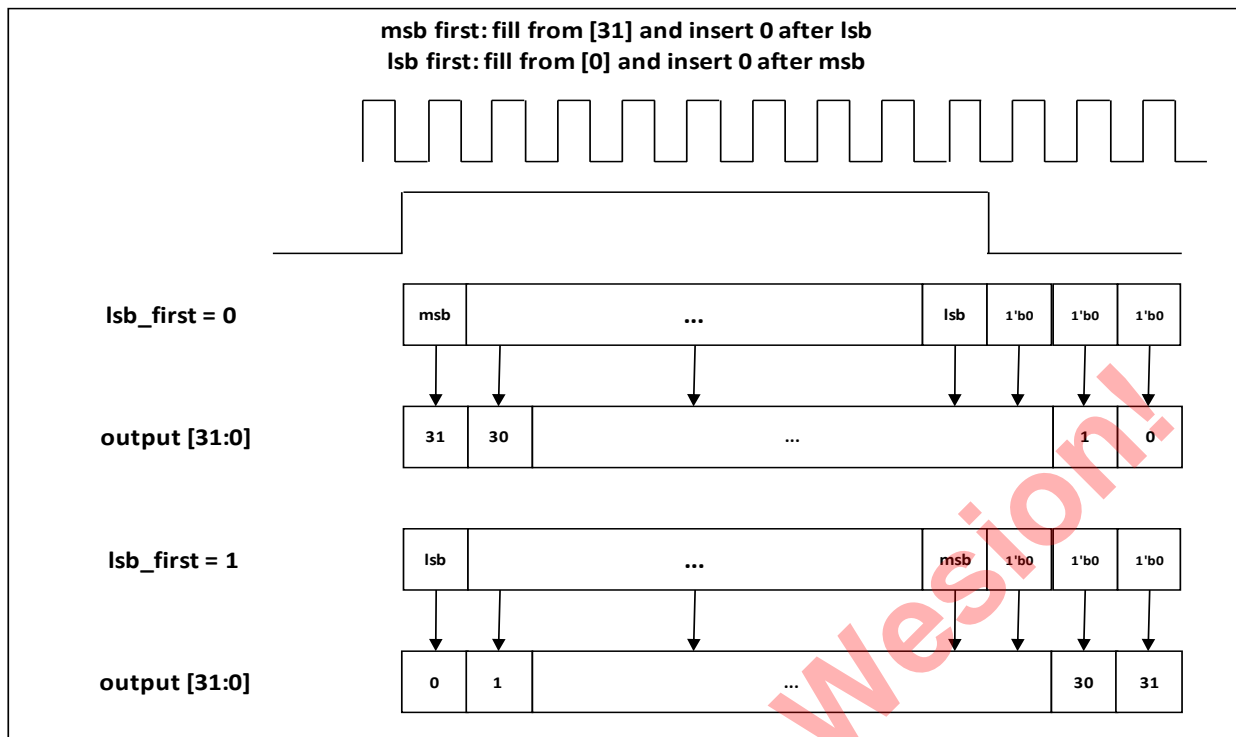 msb first: fill from [31] and insert 0 after lsb
lsb first: fill from [0] and insert 0 after msb
lsb_first = 0
msb ... lsb 1'b0 1'b0 1'b0
output [31:0]
31 30 ... 1 0
lsb_first = 1
lsb ... msb 1'b0 1'b0 1'b0
output [31:0]
0 1 ... 30 31
Wesion!